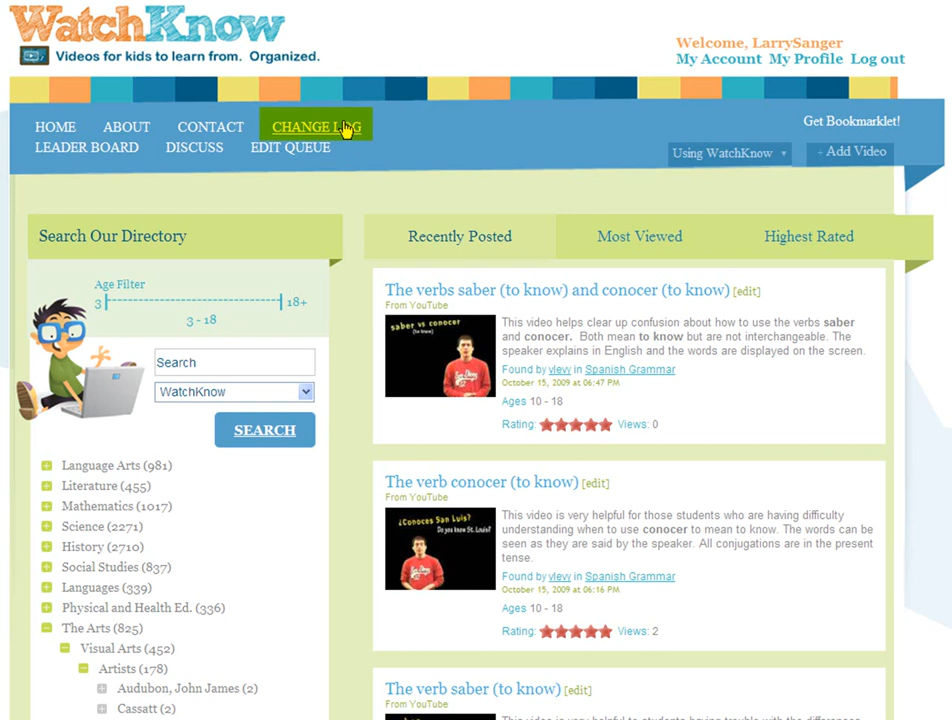 WatchKnow
Videos for kids to learn from. Organized.
Welcome, LarrySanger
My Account My Profile Log out
HOME ABOUT CONTACT CHANGE LOG
LEADER BOARD DISCUSS EDIT QUEUE
Get Bookmarklet!
Using WatchKnow + Add Video
Search Our Directory
Age Filter
3 18+
3 - 18
Search
WatchKnow
SEARCH
Language Arts (981)
Literature (455)
Mathematics (1017)
Science (2271)
History (2710)
Social Studies (837)
Languages (339)
Physical and Health Ed. (336)
The Arts (825)
Visual Arts (452)
Artists (178)
Audubon, John James (2)
Cassatt (2)
Recently Posted Most Viewed Highest Rated
The verbs saber (to know) and conocer (to know) [edit]
From YouTube
saber vs conocer
(to know)
This video helps clear up confusion about how to use the verbs saber
and conocer. Both mean to know but are not interchangeable. The
speaker explains in English and the words are displayed on the screen.
Found by vlevy in Spanish Grammar
October 15, 2009 at 06:47 PM
Ages 10 - 18
Rating: Views: 0
The verb conocer (to know) [edit]
From YouTube
¿Conoces San Luis?
Do you know St. Louis?
This video is very helpful for those students who are having difficulty
understanding when to use conocer to mean to know. The words can be
seen as they are said by the speaker. All conjugations are in the present
tense.
Found by vlevy in Spanish Grammar
October 15, 2009 at 06:16 PM
Ages 10 - 18
Rating: Views: 2
The verb saber (to know) [edit]
From YouTube